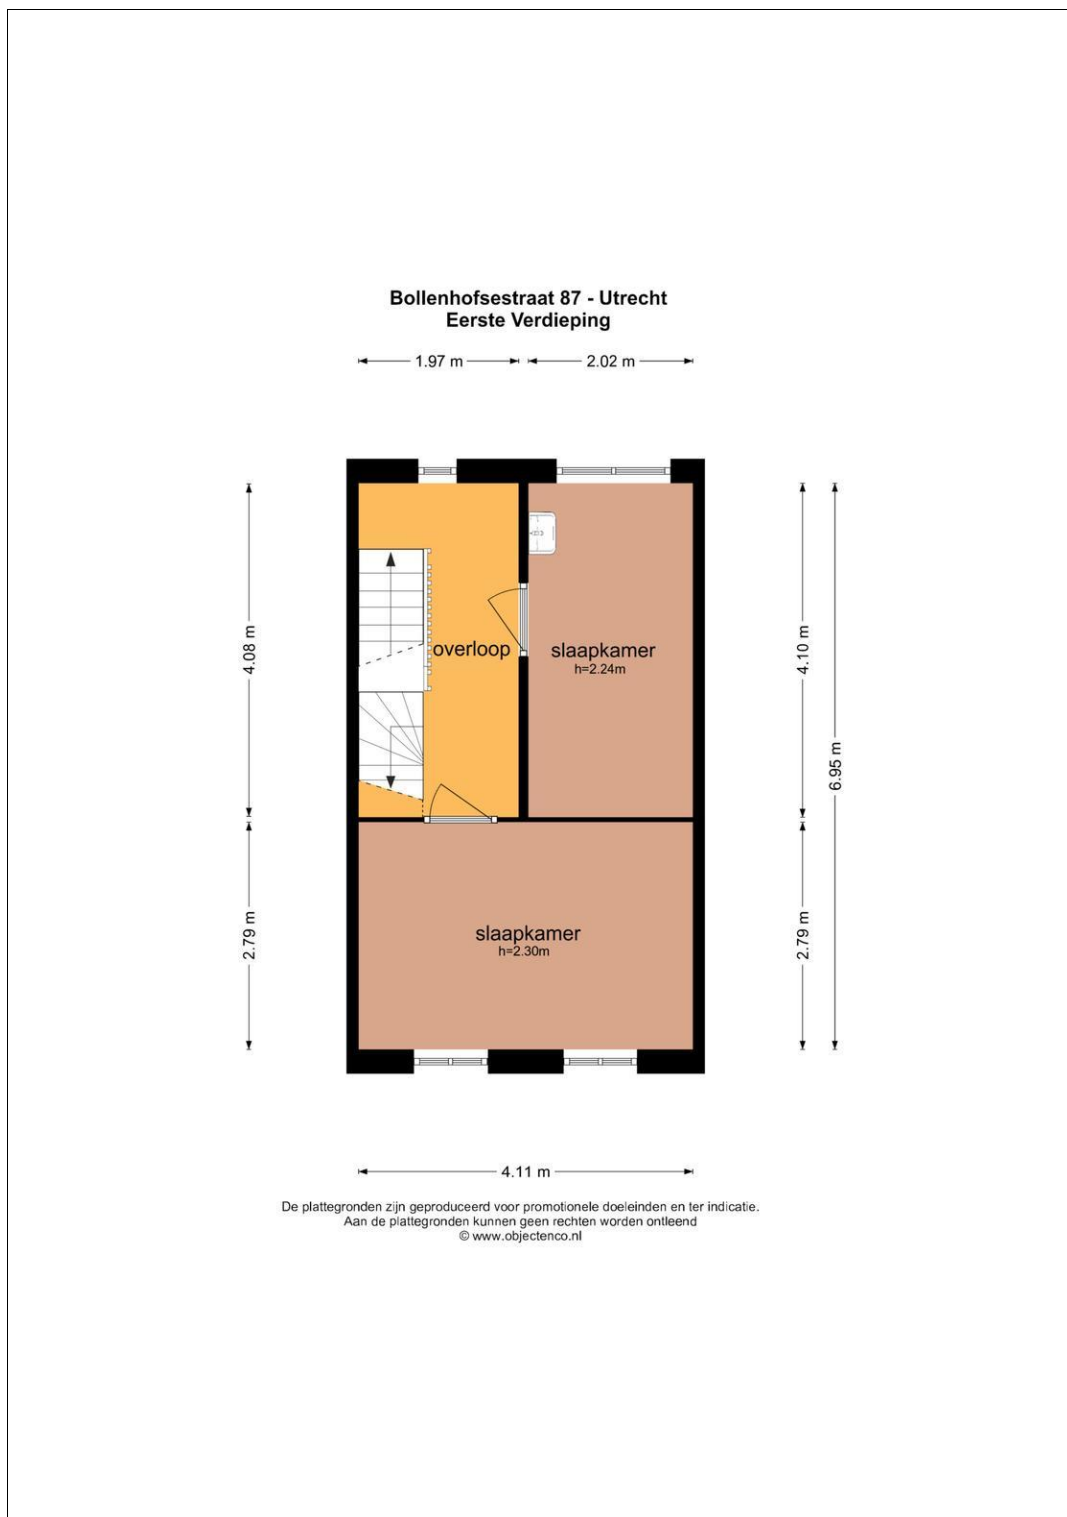 Bollenhofsestraat 87 - Utrecht
Eerste Verdieping
1.97 m
2.02 m
4.08 m
4.10 m
overloop
slaapkamer
h=2.24m
6.95 m
2.79 m
2.79 m
slaapkamer
h=2.30m
4.11 m
De plattegronden zijn geproduceerd voor promotionele doeleinden en ter indicatie.
Aan de plattegronden kunnen geen rechten worden ontleend
© www.objectenco.nl